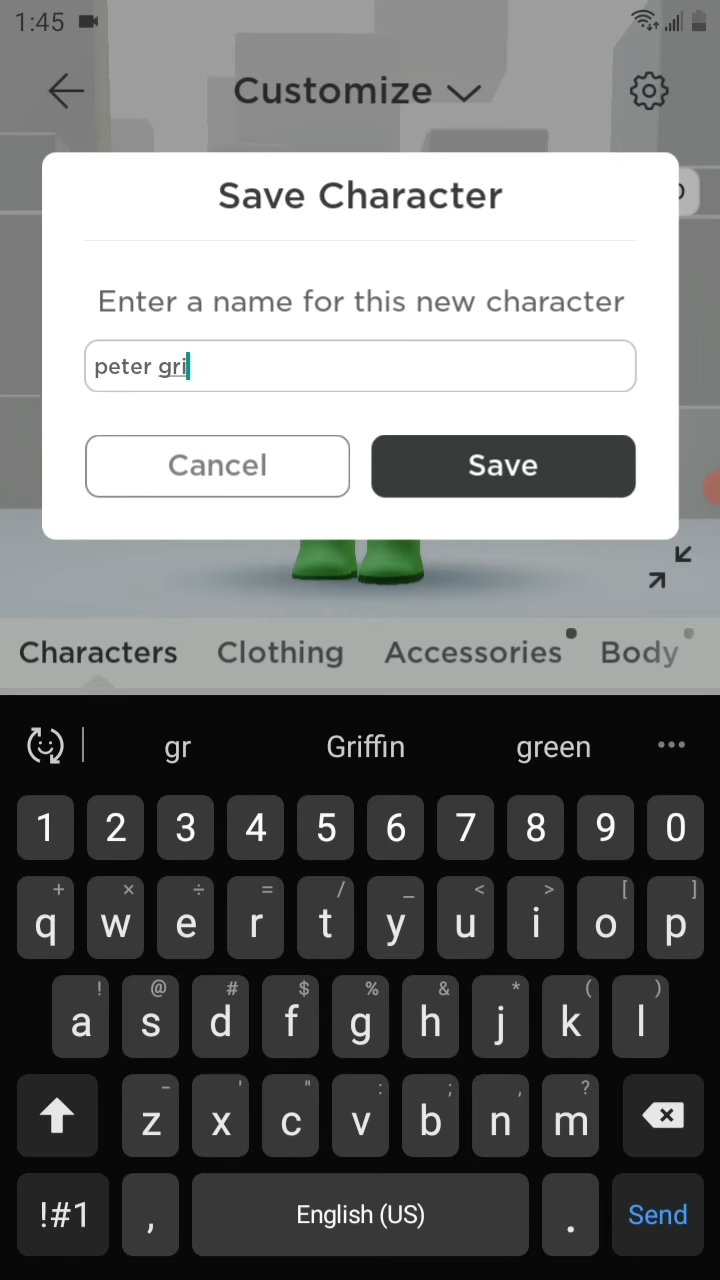 1:45
Customize
Save Character
Enter a name for this new character
peter gri
Cancel Save
Characters Clothing Accessories Body
gr Griffin green •••
1 2 3 4 5 6 7 8 9 0
+ × ÷ = / _ < > [ ]
q w e r t y u i o p
! @ # $ % & * ( )
a s d f g h j k l
- ' " : ; , ?
z x c v b n m
!#1 , English (US) . Send